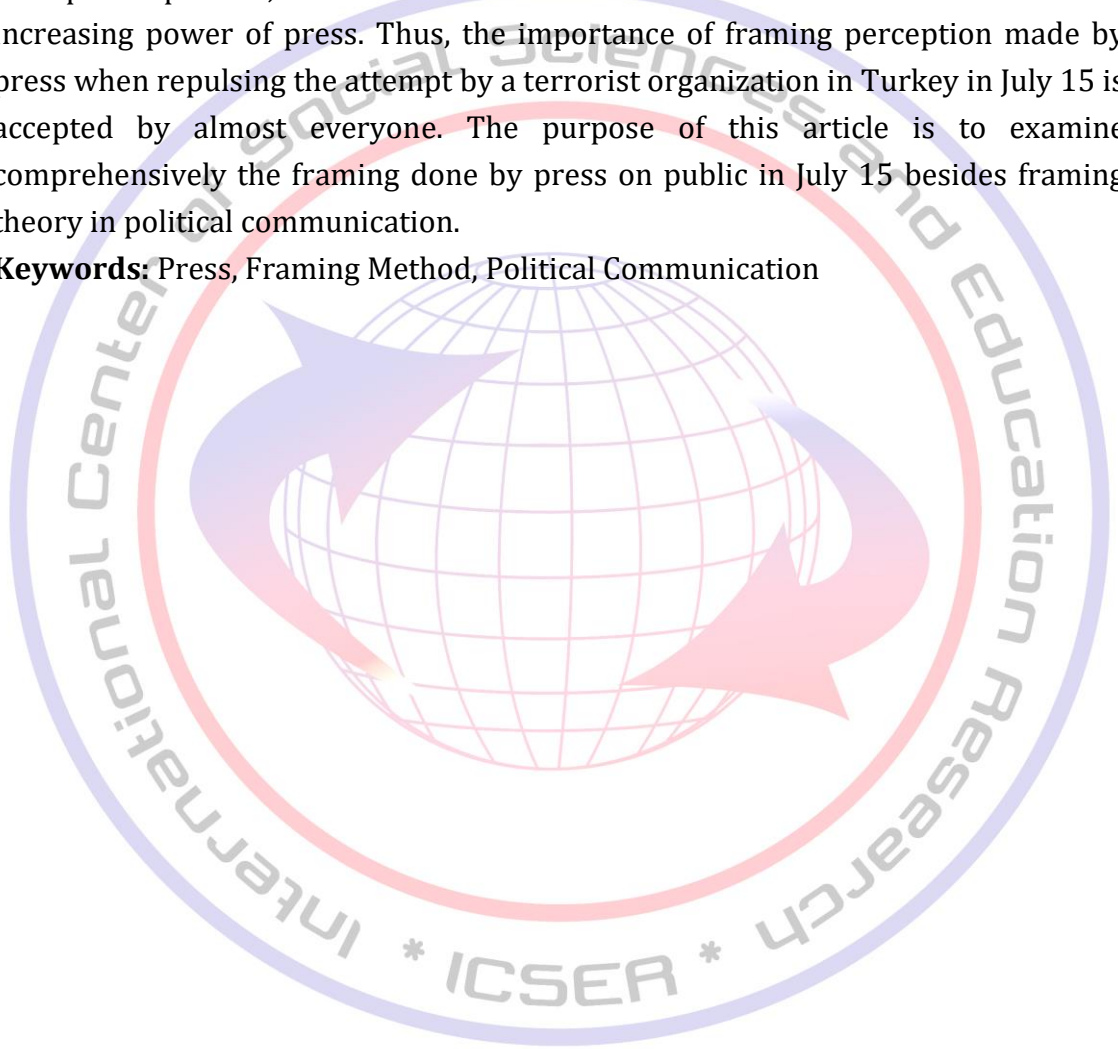 increasing power of press. Thus, the importance of framing perception made by
press when repulsing the attempt by a terrorist organization in Turkey in July 15 is
accepted by almost everyone. The purpose of this article is to examine
comprehensively the framing done by press on public in July 15 besides framing
theory in political communication.
Keywords: Press, Framing Method, Political Communication
International Center of Social Sciences and Education Research
* ICSER *